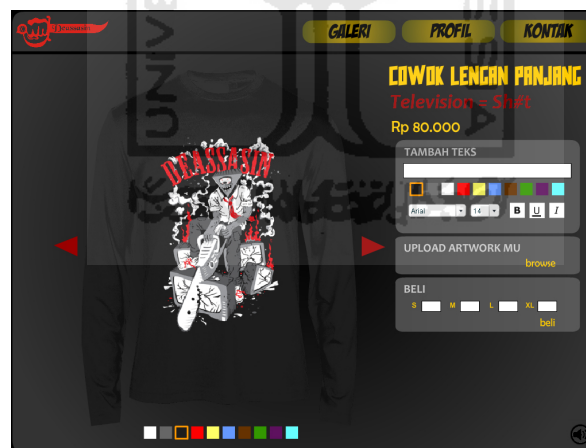 GALERI
PROFIL
KONTAK
COWOK LENGAN PANJANG
Television = Sh#t
Rp 80.000
TAMBAH TEKS
Arial
14
B
U
I
UPLOAD ARTWORK MU
browse
BELI
S
M
L
XL
beli
DEASSASIN